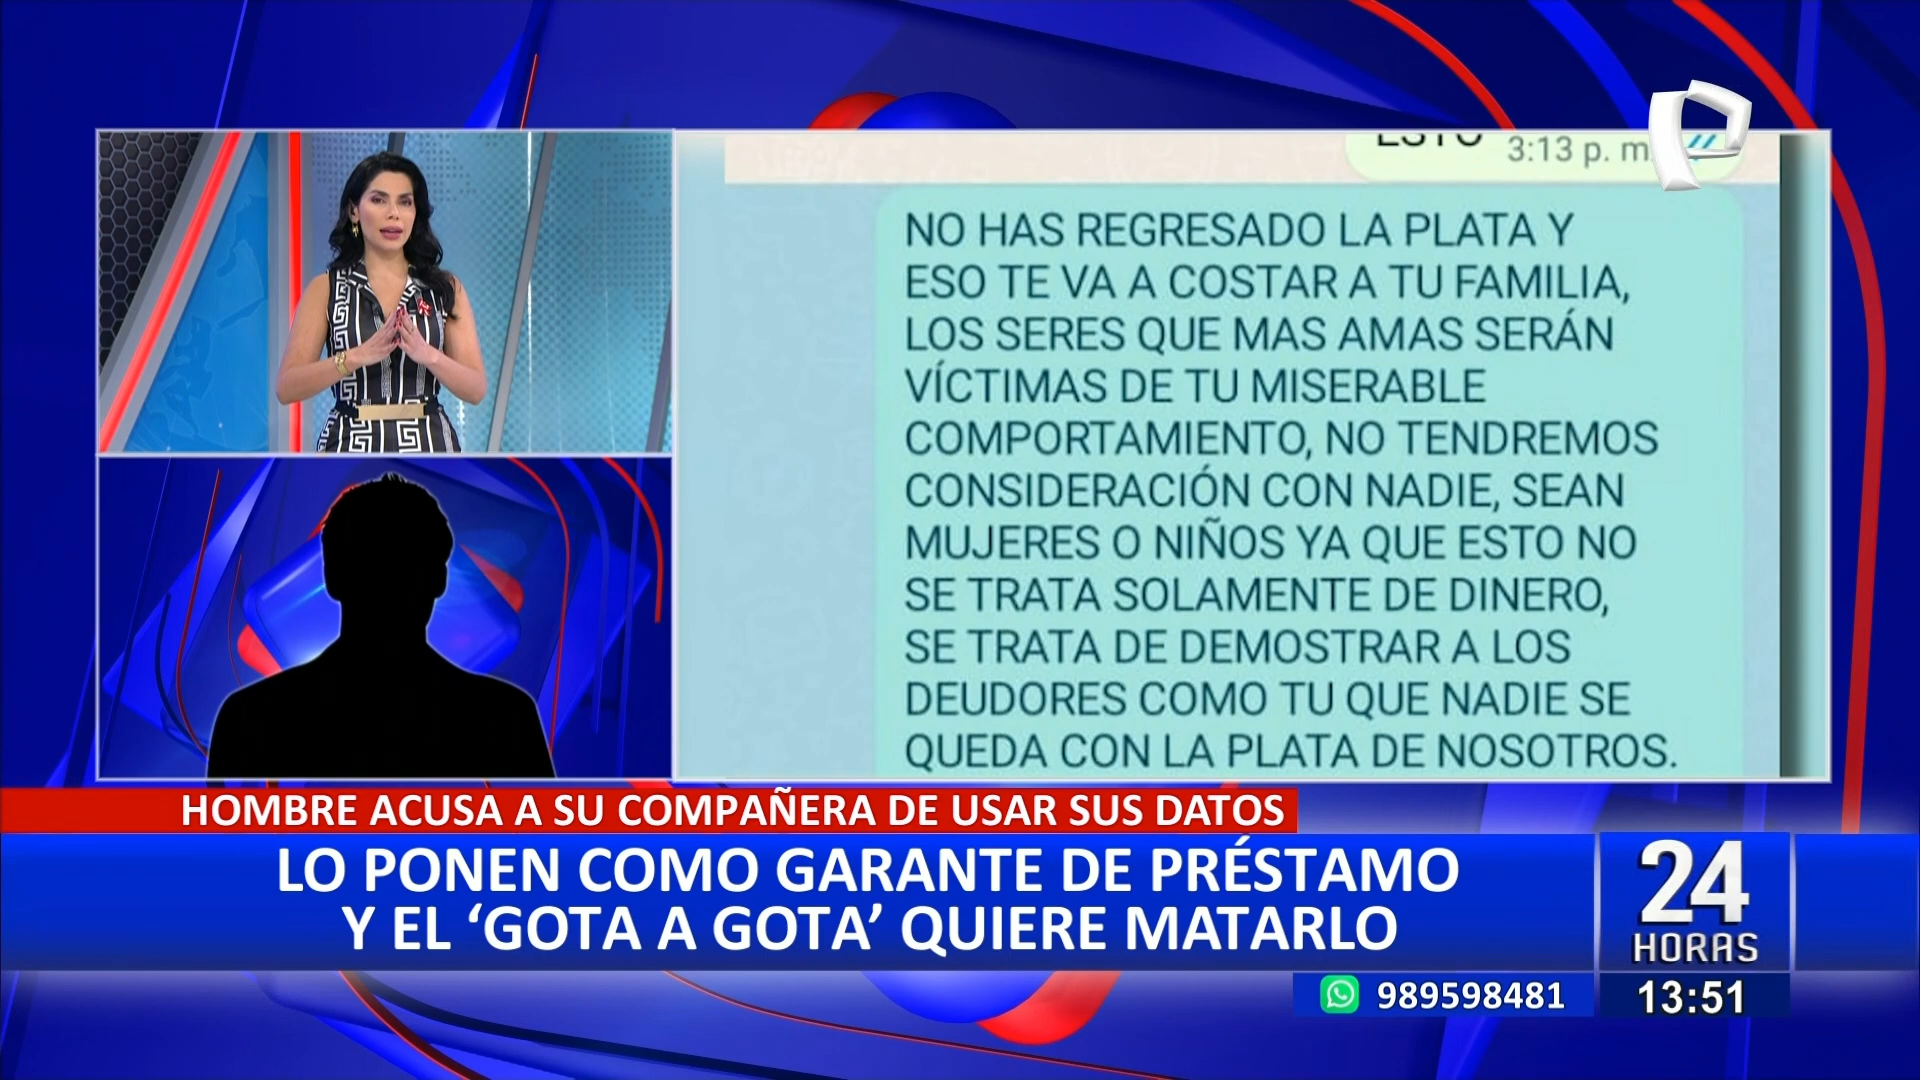 ESTO
3:13 p. m.
NO HAS REGRESADO LA PLATA Y
ESO TE VA A COSTAR A TU FAMILIA,
LOS SERES QUE MAS AMAS SERÁN
VÍCTIMAS DE TU MISERABLE
COMPORTAMIENTO, NO TENDREMOS
CONSIDERACIÓN CON NADIE, SEAN
MUJERES O NIÑOS YA QUE ESTO NO
SE TRATA SOLAMENTE DE DINERO,
SE TRATA DE DEMOSTRAR A LOS
DEUDORES COMO TU QUE NADIE SE
QUEDA CON LA PLATA DE NOSOTROS.
HOMBRE ACUSA A SU COMPAÑERA DE USAR SUS DATOS
LO PONEN COMO GARANTE DE PRÉSTAMO
Y EL ‘GOTA A GOTA’ QUIERE MATARLO
24
HORAS
989598481
13:51